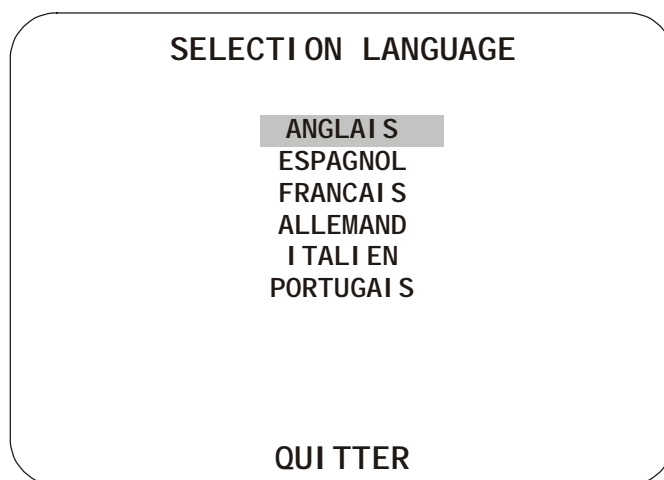 SELECTION LANGUAGE
ANGLAIS
ESPAGNOL
FRANCAIS
ALLEMAND
ITALIEN
PORTUGAIS
QUITTER